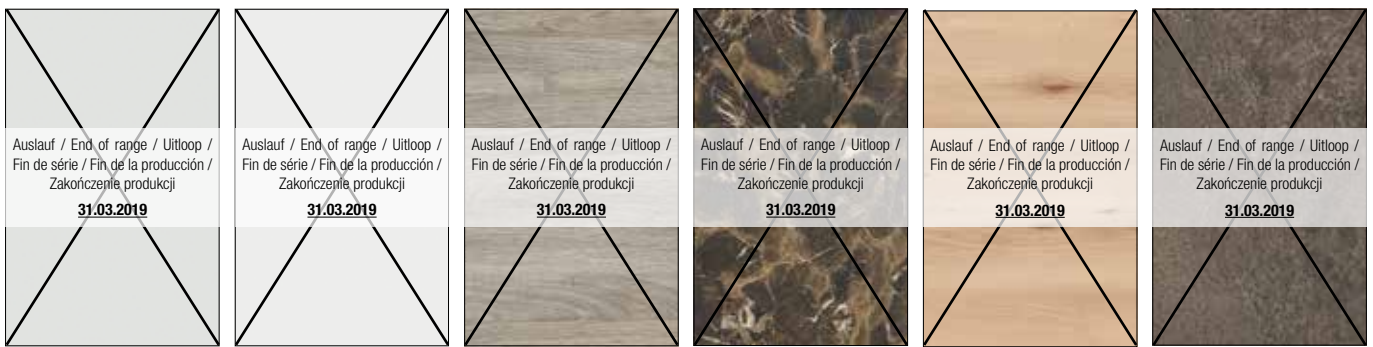 Auslauf / End of range / Uitloop /
Fin de série / Fin de la producción /
Zakończenie produkcji
31.03.2019
Auslauf / End of range / Uitloop /
Fin de série / Fin de la producción /
Zakończenie produkcji
31.03.2019
Auslauf / End of range / Uitloop /
Fin de série / Fin de la producción /
Zakończenie produkcji
31.03.2019
Auslauf / End of range / Uitloop /
Fin de série / Fin de la producción /
Zakończenie produkcji
31.03.2019
Auslauf / End of range / Uitloop /
Fin de série / Fin de la producción /
Zakończenie produkcji
31.03.2019
Auslauf / End of range / Uitloop /
Fin de série / Fin de la producción /
Zakończenie produkcji
31.03.2019